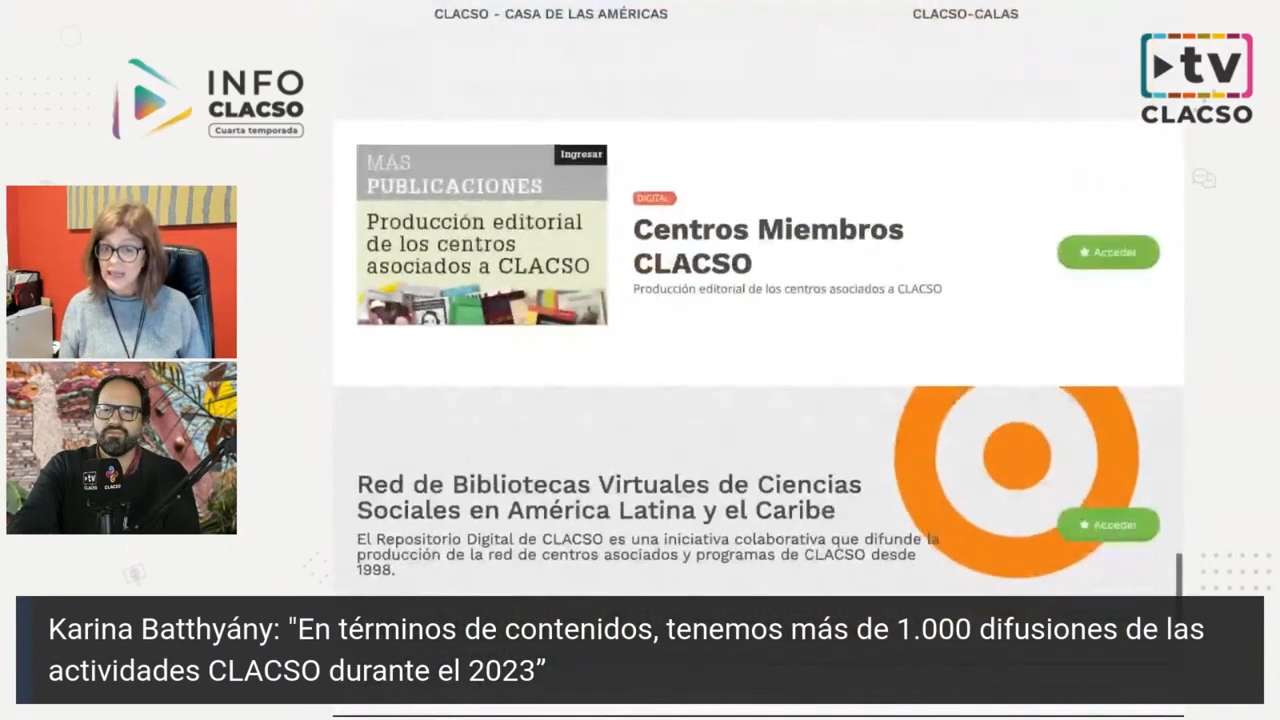 CLACSO - CASA DE LAS AMÉRICAS
CLACSO-CALAS
INFO
CLACSO
Cuarta temporada
tv
CLACSO
MÁS
PUBLICACIONES
Ingresar
Producción editorial
de los centros
asociados a CLACSO
DIGITAL
Centros Miembros
CLACSO
Producción editorial de los centros asociados a CLACSO
Acceder
Red de Bibliotecas Virtuales de Ciencias
Sociales en América Latina y el Caribe
El Repositorio Digital de CLACSO es una iniciativa colaborativa que difunde la
producción de la red de centros asociados y programas de CLACSO desde
1998.
Acceder
tv
CLACSO
CLACSO
Karina Batthyány: "En términos de contenidos, tenemos más de 1.000 difusiones de las
actividades CLACSO durante el 2023”